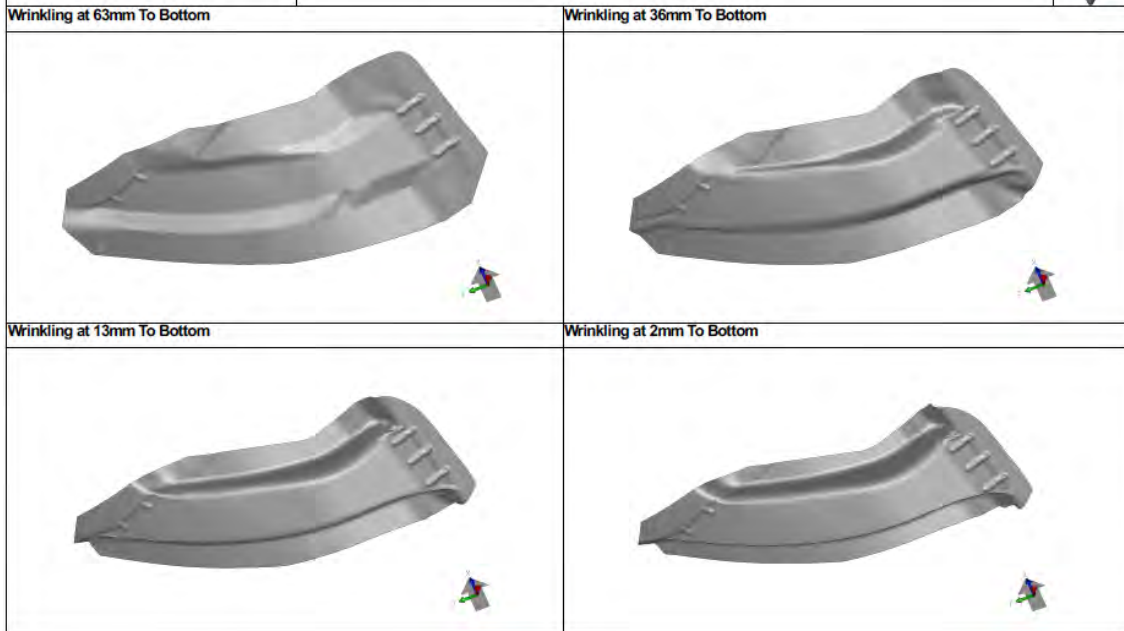 Wrinkling at 63mm To Bottom
Wrinkling at 36mm To Bottom
Wrinkling at 13mm To Bottom
Wrinkling at 2mm To Bottom